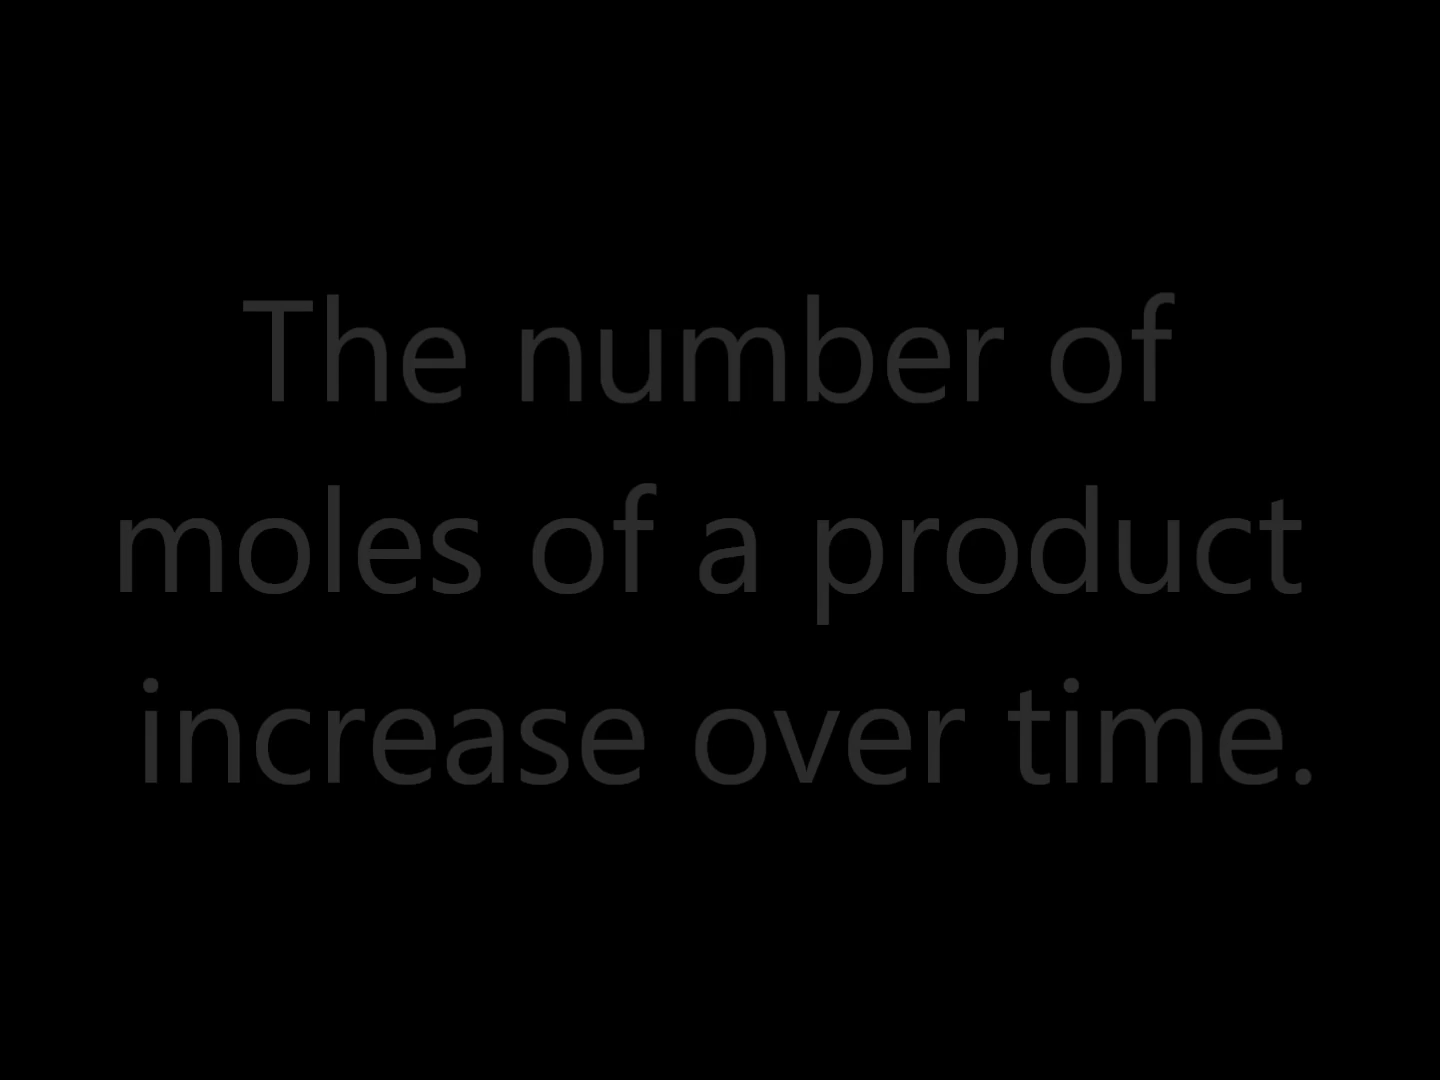 The number of
moles of a product
increase over time.